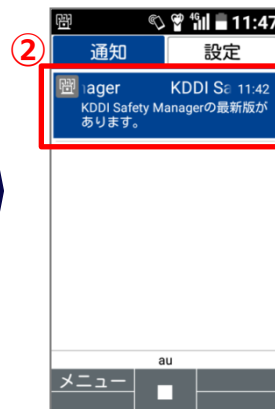 4G 11:47
②
通知 設定
ager KDDI Sa 11:42
KDDI Safety Managerの最新版が
あります。
au
メニュー